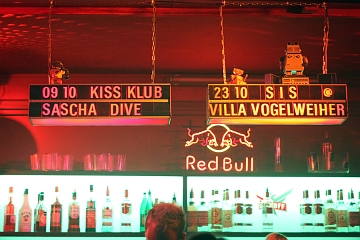 09 10 KISS KLUB
SASCHA DIVE
23 10 SIS
VILLA VOGELWEIHER
Red Bull